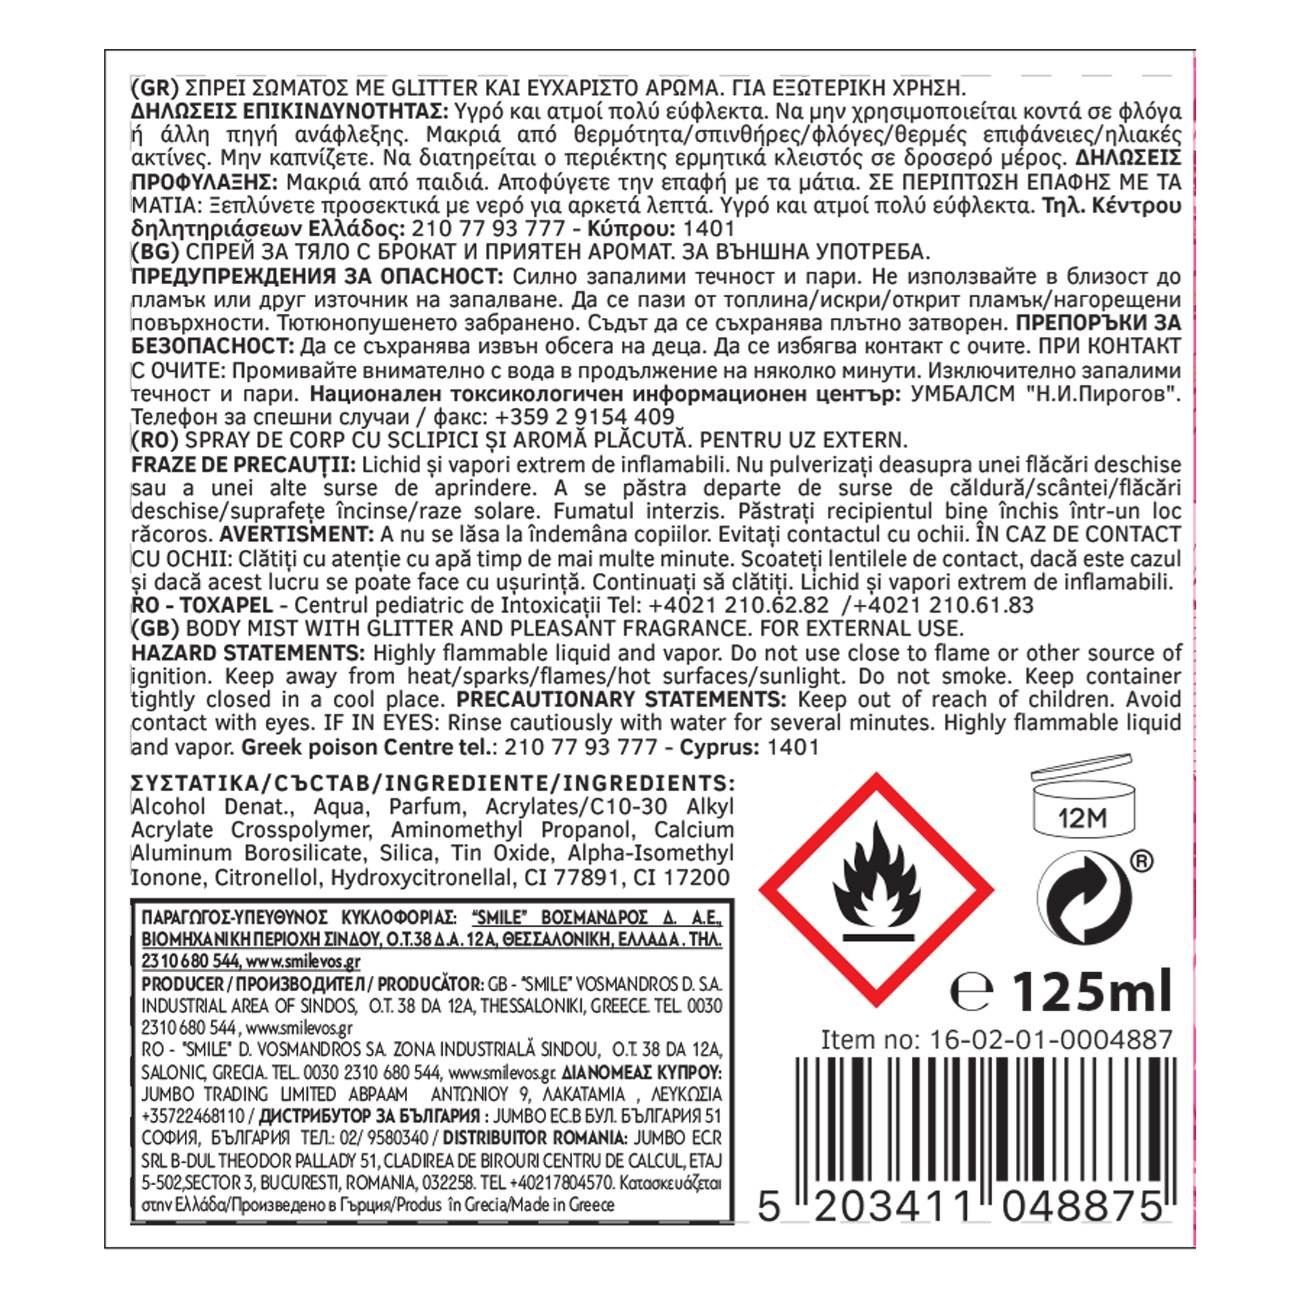 (GR) ΣΠΡΕΙ ΣΩΜΑΤΟΣ ΜΕ GLITTER ΚΑΙ ΕΥΧΑΡΙΣΤΟ ΑΡΩΜΑ. ΓΙΑ ΕΞΩΤΕΡΙΚΗ ΧΡΗΣΗ.
ΔΗΛΩΣΕΙΣ ΕΠΙΚΙΝΔΥΝΟΤΗΤΑΣ: Υγρό και ατμοί πολύ εύφλεκτα. Να μην χρησιμοποιείται κοντά σε φλόγα
ή άλλη πηγή ανάφλεξης. Μακριά από θερμότητα/σπινθήρες/φλόγες/θερμές επιφάνειες/ηλιακές
ακτίνες. Μην καπνίζετε. Να διατηρείται ο περιέκτης ερμητικά κλειστός σε δροσερό μέρος. ΔΗΛΩΣΕΙΣ
ΠΡΟΦΥΛΑΞΗΣ: Μακριά από παιδιά. Αποφύγετε την επαφή με τα μάτια. ΣΕ ΠΕΡΙΠΤΩΣΗ ΕΠΑΦΗΣ ΜΕ ΤΑ
ΜΑΤΙΑ: Ξεπλύνετε προσεκτικά με νερό για αρκετά λεπτά. Υγρό και ατμοί πολύ εύφλεκτα. Τηλ. Κέντρου
δηλητηριάσεων Ελλάδος: 210 77 93 777 - Κύπρου: 1401
(BG) СПРЕЙ ЗА ТЯЛО С БРОКАТ И ПРИЯТЕН АРОМАТ. ЗА ВЪНШНА УПОТРЕБА.
ПРЕДУПРЕЖДЕНИЯ ЗА ОПАСНОСТ: Силно запалими течност и пари. Не използвайте в близост до
пламък или друг източник на запалване. Да се пази от топлина/искри/открит пламък/нагорещени
повърхности. Тютюнопушенето забранено. Съдът да се съхранява плътно затворен. ПРЕПОРЪКИ ЗА
БЕЗОПАСНОСТ: Да се съхранява извън обсега на деца. Да се избягва контакт с очите. ПРИ КОНТАКТ
С ОЧИТЕ: Промивайте внимателно с вода в продължение на няколко минути. Изключително запалими
течност и пари. Национален токсикологичен информационен център: УМБАЛСМ "Н.И.Пирогов".
Телефон за спешни случаи / факс: +359 2 9154 409
(RO) SPRAY DE CORP CU SCLIPICI ȘI AROMĂ PLĂCUTĂ. PENTRU UZ EXTERN.
FRAZE DE PRECAUȚII: Lichid și vapori extrem de inflamabili. Nu pulverizați deasupra unei flăcări deschise
sau a unei alte surse de aprindere. A se păstra departe de surse de căldură/scântei/flăcări
deschise/suprafețe încinse/raze solare. Fumatul interzis. Păstrați recipientul bine închis într-un loc
răcoros. AVERTISMENT: A nu se lăsa la îndemâna copiilor. Evitați contactul cu ochii. ÎN CAZ DE CONTACT
CU OCHII: Clătiți cu atenție cu apă timp de mai multe minute. Scoateți lentilele de contact, dacă este cazul
și dacă acest lucru se poate face cu ușurință. Continuați să clătiți. Lichid și vapori extrem de inflamabili.
RO - TOXAPEL - Centrul pediatric de Intoxicații Tel: +4021 210.62.82 /+4021 210.61.83
(GB) BODY MIST WITH GLITTER AND PLEASANT FRAGRANCE. FOR EXTERNAL USE.
HAZARD STATEMENTS: Highly flammable liquid and vapor. Do not use close to flame or other source of
ignition. Keep away from heat/sparks/flames/hot surfaces/sunlight. Do not smoke. Keep container
tightly closed in a cool place. PRECAUTIONARY STATEMENTS: Keep out of reach of children. Avoid
contact with eyes. IF IN EYES: Rinse cautiously with water for several minutes. Highly flammable liquid
and vapor. Greek poison Centre tel.: 210 77 93 777 - Cyprus: 1401
ΣΥΣΤΑΤΙΚΑ/СЪСТАВ/INGREDIENTE/INGREDIENTS:
Alcohol Denat., Aqua, Parfum, Acrylates/C10-30 Alkyl
Acrylate Crosspolymer, Aminomethyl Propanol, Calcium
Aluminum Borosilicate, Silica, Tin Oxide, Alpha-Isomethyl
Ionone, Citronellol, Hydroxycitronellal, CI 77891, CI 17200
12M
®
ΠΑΡΑΓΩΓΟΣ-ΥΠΕΥΘΥΝΟΣ ΚΥΚΛΟΦΟΡΙΑΣ: "SMILE" ΒΟΣΜΑΝΔΡΟΣ Δ. Α.Ε.,
ΒΙΟΜΗΧΑΝΙΚΗ ΠΕΡΙΟΧΗ ΣΙΝΔΟΥ, Ο.Τ.38 Δ.Α. 12Α, ΘΕΣΣΑΛΟΝΙΚΗ, ΕΛΛΑΔΑ. ΤΗΛ.
2310 680 544, www.smilevos.gr
PRODUCER / ПРОИЗВОДИТЕЛ / PRODUCĂTOR: GB - "SMILE" VOSMANDROS D. S.A.
INDUSTRIAL AREA OF SINDOS, O.T. 38 DA 12A, THESSALONIKI, GREECE. TEL. 0030
2310 680 544 , www.smilevos.gr
RO - "SMILE" D. VOSMANDROS SA. ZONA INDUSTRIALĂ SINDOU, O.T. 38 DA 12A,
SALONIC, GRECIA. TEL. 0030 2310 680 544, www.smilevos.gr. ΔΙΑΝΟΜΕΑΣ ΚΥΠΡΟΥ:
JUMBO TRADING LIMITED ΑΒΡΑΑΜ ΑΝΤΩΝΙΟΥ 9, ΛΑΚΑΤΑΜΙΑ , ΛΕΥΚΩΣΙΑ
+35722468110 / ДИСТРИБУТОР ЗА БЪЛГАРИЯ : JUMBO EC.B БУЛ. БЪЛГАРИЯ 51
СОФИЯ, БЪЛГАРИЯ ТЕЛ.: 02/ 9580340 / DISTRIBUITOR ROMANIA: JUMBO ECR
SRL B-DUL THEODOR PALLADY 51, CLADIREA DE BIROURI CENTRU DE CALCUL, ETAJ
5-502,SECTOR 3, BUCURESTI, ROMANIA, 032258. TEL +40217804570. Κατασκευάζεται
στην Ελλάδα/Произведено в Гърция/Produs în Grecia/Made in Greece
℮ 125ml
Item no: 16-02-01-0004887
5 203411 048875